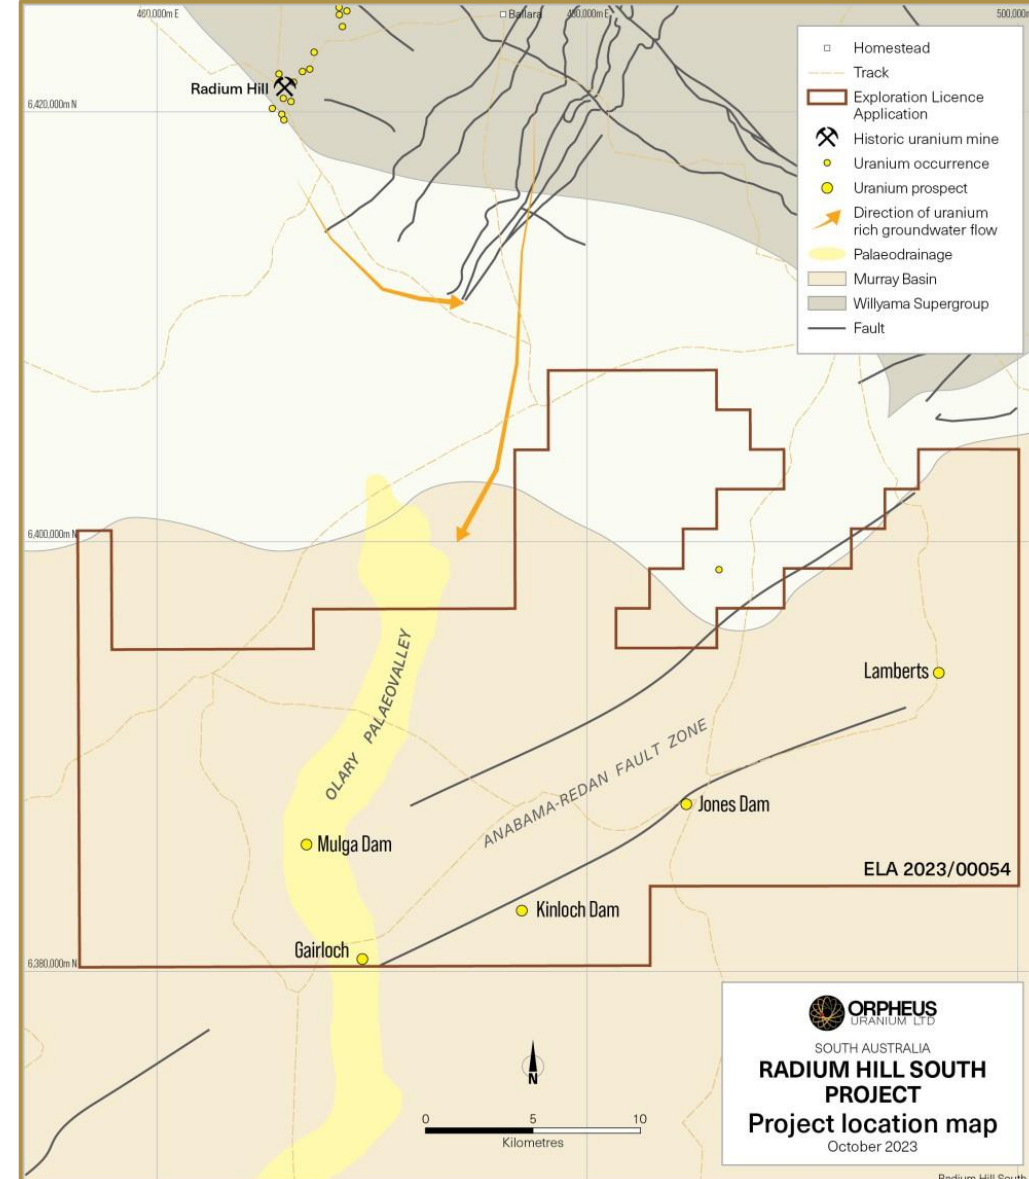 460,000m E
Ballara
480,000m E
500,000m
Homestead
Track
Exploration Licence
Application
Historic uranium mine
Uranium occurrence
Uranium prospect
Direction of uranium
rich groundwater flow
Palaeodrainage
Murray Basin
Willyama Supergroup
Fault
Radium Hill
6,420,000m N
6,400,000m N
OLARY PALAEOVALLEY
ANABAMA-REDAN FAULT ZONE
Lamberts
Jones Dam
Mulga Dam
ELA 2023/00054
Kinloch Dam
Gairloch
6,380,000m N
N
0 5 10
Kilometres
ORPHEUS
URANIUM LTD
SOUTH AUSTRALIA
RADIUM HILL SOUTH
PROJECT
Project location map
October 2023
Radium Hill South